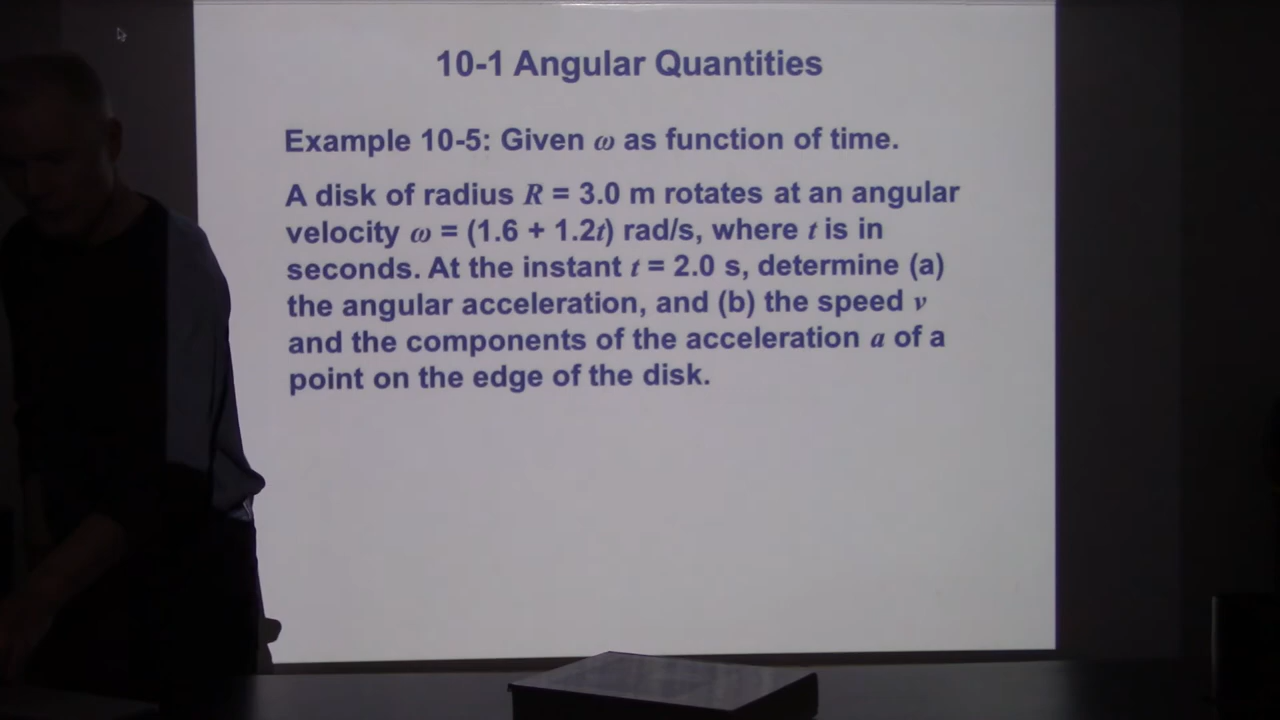 10-1 Angular Quantities
Example 10-5: Given ω as function of time.
A disk of radius R = 3.0 m rotates at an angular
velocity ω = (1.6 + 1.2t) rad/s, where t is in
seconds. At the instant t = 2.0 s, determine (a)
the angular acceleration, and (b) the speed v
and the components of the acceleration a of a
point on the edge of the disk.